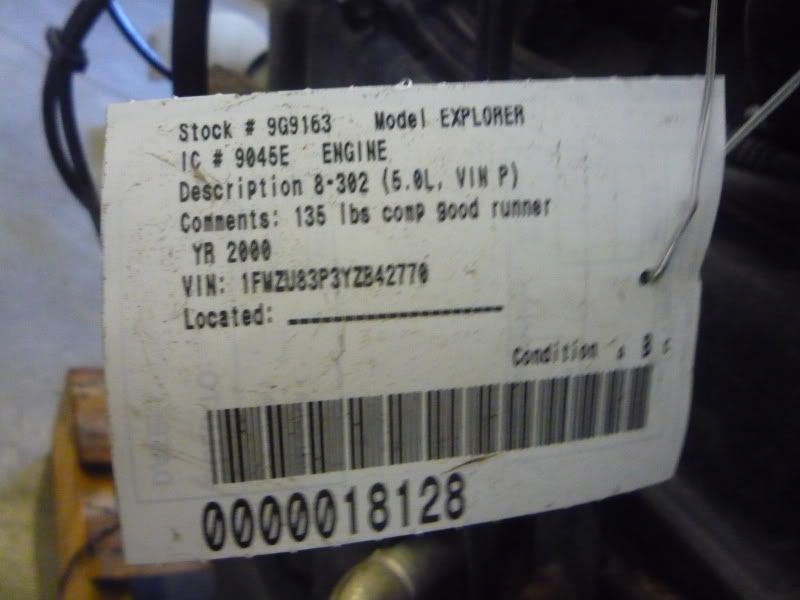 Stock # 9G9163 Model EXPLORER
IC # 9045E ENGINE
Description 8-302 (5.0L, VIN P)
Comments: 135 lbs comp good runner
YR 2000
VIN: 1FMZU83P3YZB42770
Located: ____________________
Condition A B C
0000018128